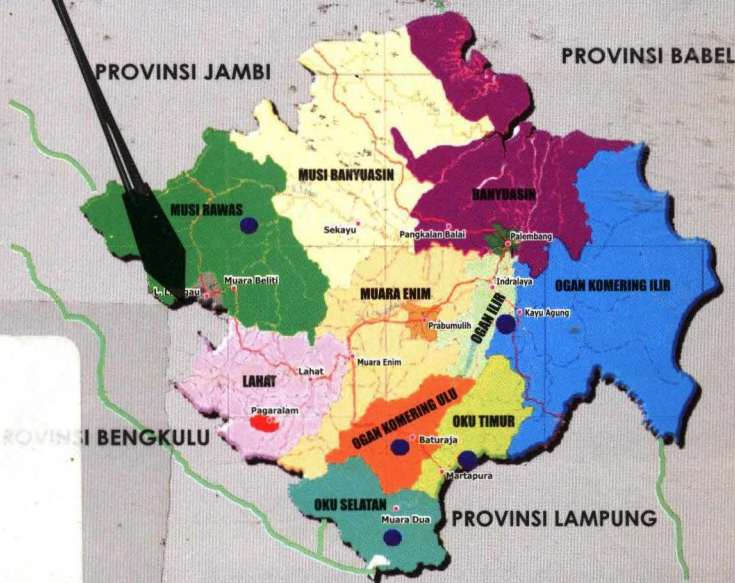 PROVINSI JAMBI
PROVINSI BABEL
MUSI BANYUASIN
BANYUASIN
MUSI RAWAS
Sekayu
Pangkalan Balai
Palembang
Muara Beliti
MUARA ENIM
Indralaya
OGAN KOMERING ILIR
OGAN ILIR
Kayu Agung
Prabumulih
Muara Enim
LAHAT
Lahat
Pagaralam
OGAN KOMERING ULU
OKU TIMUR
PROVINSI BENGKULU
Baturaja
Martapura
OKU SELATAN
Muara Dua
PROVINSI LAMPUNG